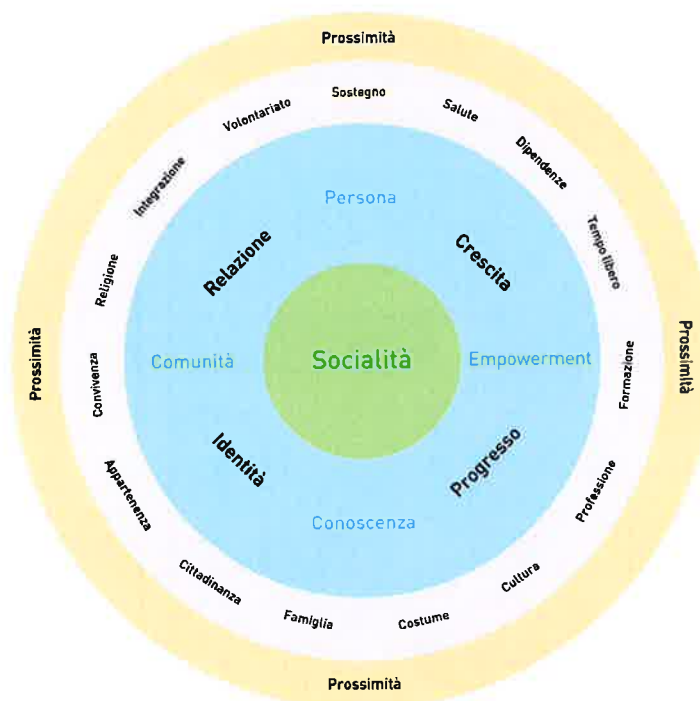 Prossimità
Sostegno
Volontariato
Salute
Dipendenze
Integrazione
Persona
Tempo libero
Relazione
Crescita
Religione
Prossimità
Convivenza
Comunità
Socialità
Empowerment
Formazione
Prossimità
Identità
Progresso
Appartenenza
Professione
Conoscenza
Cittadinanza
Cultura
Famiglia
Costume
Prossimità